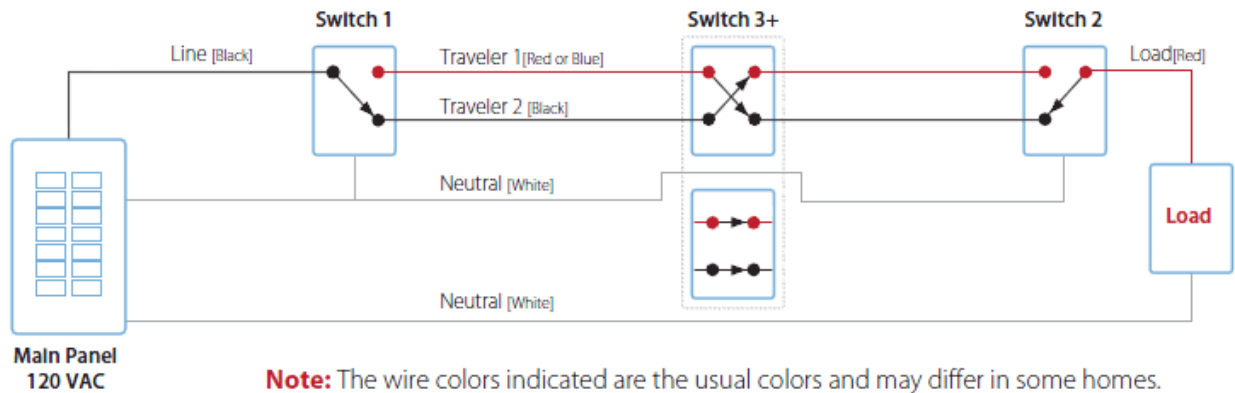 Switch 1
Switch 3+
Switch 2
Line [Black]
Traveler 1[Red or Blue]
Load[Red]
Traveler 2 [Black]
Neutral [White]
Load
Neutral [White]
Main Panel
120 VAC
Note: The wire colors indicated are the usual colors and may differ in some homes.